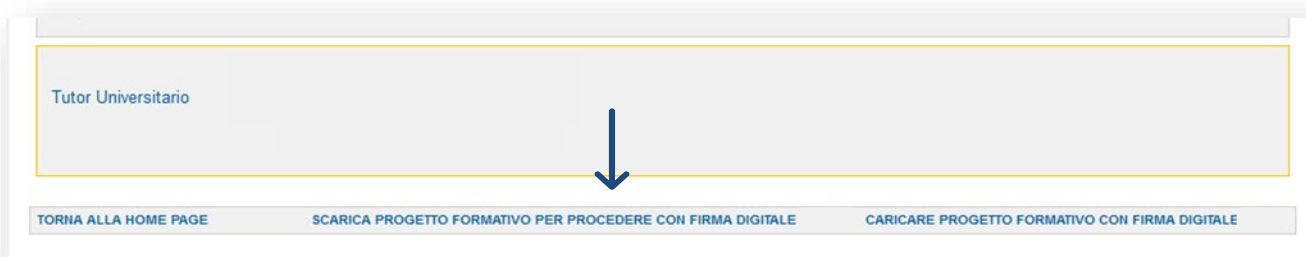 Tutor Universitario
TORNA ALLA HOME PAGE SCARICA PROGETTO FORMATIVO PER PROCEDERE CON FIRMA DIGITALE CARICARE PROGETTO FORMATIVO CON FIRMA DIGITALE